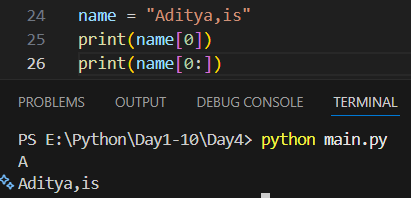 24 name = "Aditya,is"
25 print(name[0])
26 print(name[0:])
PROBLEMS OUTPUT DEBUG CONSOLE TERMINAL
PS E:\Python\Day1-10\Day4> python main.py
A
Aditya,is